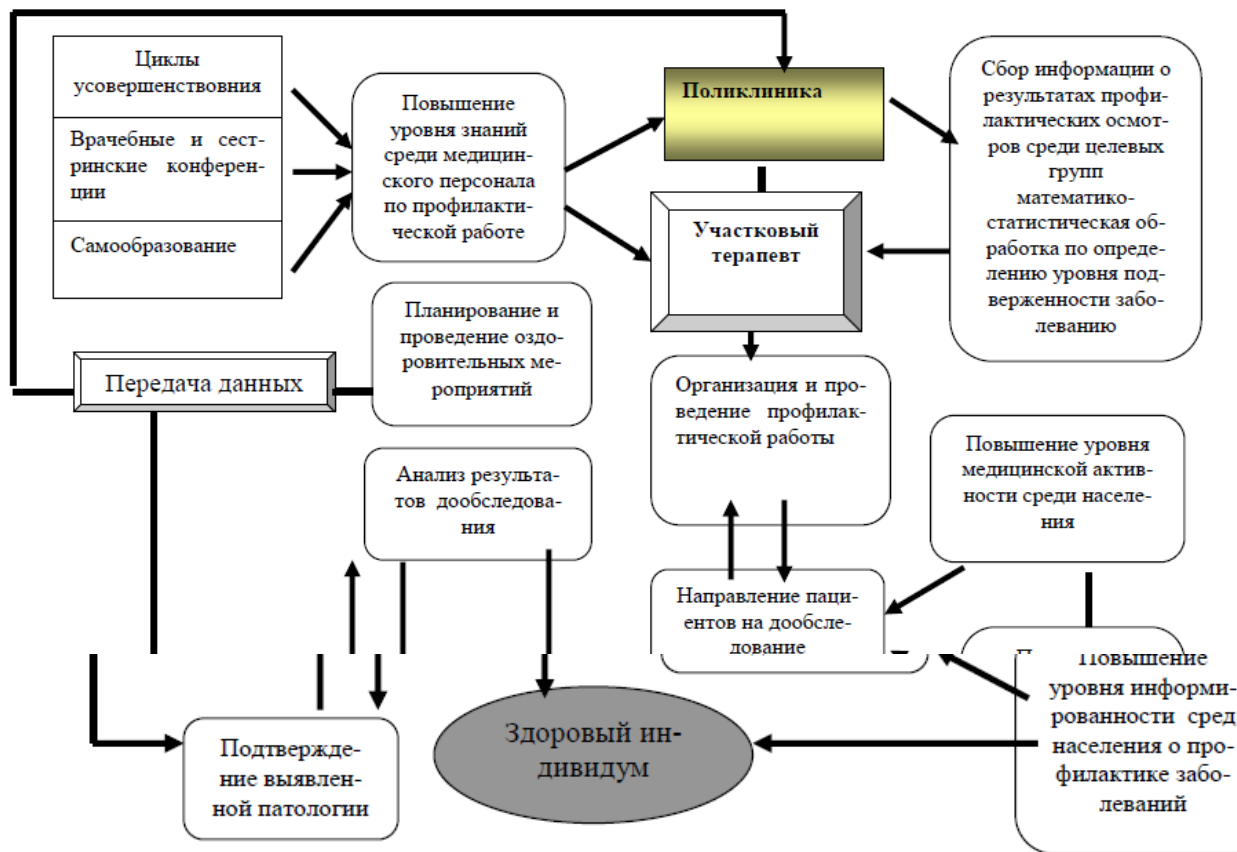 Циклы
усовершенствовния
Врачебные и сест-
ринские конферен-
ции
Самообразование
Повышение
уровня знаний
среди медицин-
ского персонала
по профилакти-
ческой работе
Поликлиника
Участковый
терапевт
Сбор информации о
результатах профи-
лактических осмот-
ров среди целевых
групп
математико-
статистическая об-
работка по опреде-
лению уровня под-
верженности забо-
леванию
Планирование и
проведение оздо-
ровительных ме-
роприятий
Передача данных
Организация и про-
ведение профилак-
тической работы
Анализ результа-
тов дообследова-
ния
Повышение уровня
медицинской актив-
ности среди населе-
ния
Направление паци-
ентов на дообсле-
дование
Повышение
уровня информи-
рованности сред
населения о про-
филактике забо-
леваний
Здоровый ин-
дивидум
Подтвержде-
ние выявлен-
ной патологии